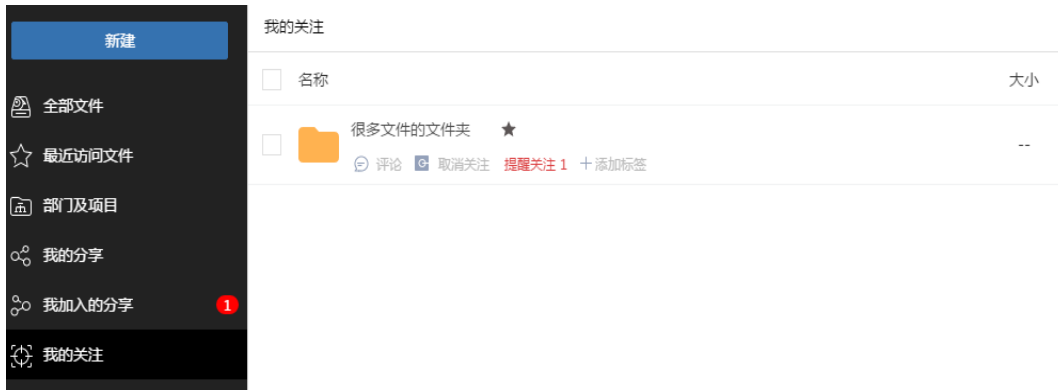 新建
全部文件
最近访问文件
部门及项目
我的分享
我加入的分享 1
我的关注
我的关注
名称 大小
很多文件的文件夹 ★ --
评论 取消关注 提醒关注 1 +添加标签